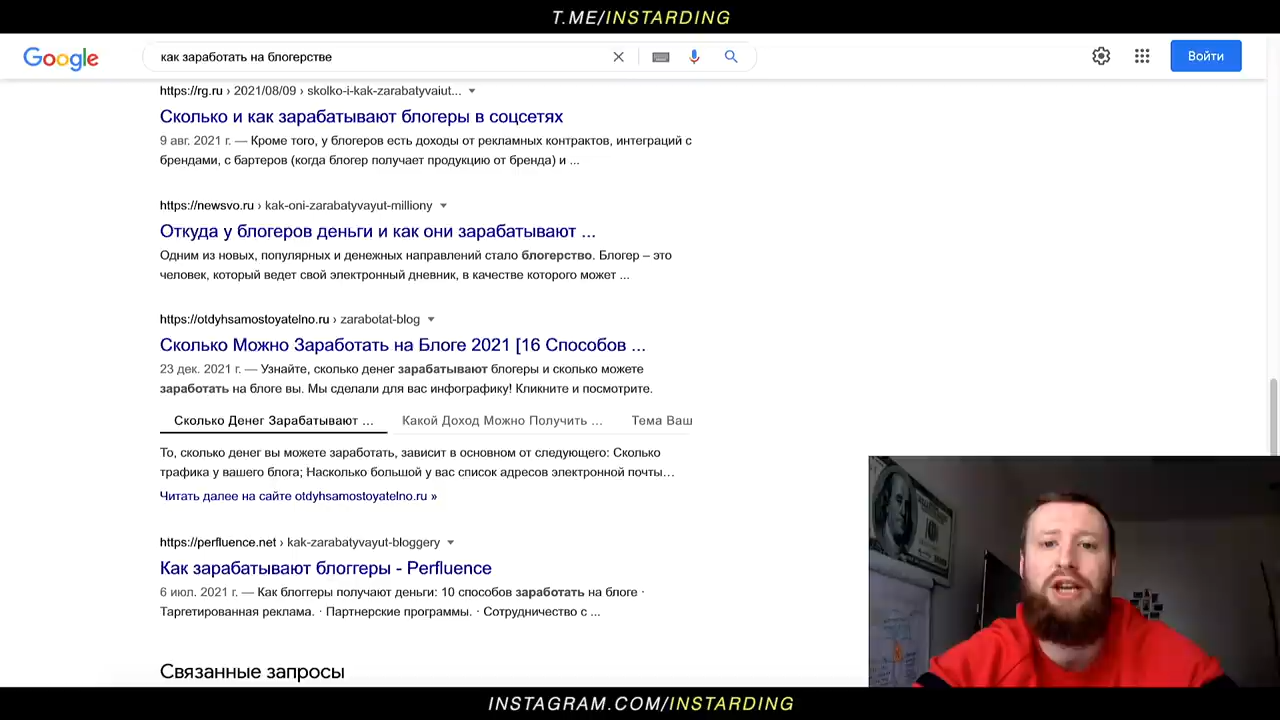 T.ME/INSTARDING
Google
как заработать на блогерстве
Войти
https://rg.ru › 2021/08/09 › skolko-i-kak-zarabatyvaiut...
Сколько и как зарабатывают блогеры в соцсетях
9 авг. 2021 г. — Кроме того, у блогеров есть доходы от рекламных контрактов, интеграций с
брендами, с бартеров (когда блогер получает продукцию от бренда) и ...
https://newsvo.ru › kak-oni-zarabatyvayut-milliony
Откуда у блогеров деньги и как они зарабатывают ...
Одним из новых, популярных и денежных направлений стало блогерство. Блогер – это
человек, который ведет свой электронный дневник, в качестве которого может ...
https://otdyhsamostoyatelno.ru › zarabotat-blog
Сколько Можно Заработать на Блоге 2021 [16 Способов ...
23 дек. 2021 г. — Узнайте, сколько денег зарабатывают блогеры и сколько можете
заработать на блоге вы. Мы сделали для вас инфографику! Кликните и посмотрите.
Сколько Денег Зарабатывают ... Какой Доход Можно Получить ... Тема Ваш
То, сколько денег вы можете заработать, зависит в основном от следующего: Сколько
трафика у вашего блога; Насколько большой у вас список адресов электронной почты…
Читать далее на сайте otdyhsamostoyatelno.ru »
https://perfluence.net › kak-zarabatyvayut-bloggery
Как зарабатывают блоггеры - Perfluence
6 июл. 2021 г. — Как блоггеры получают деньги: 10 способов заработать на блоге ·
Таргетированная реклама. · Партнерские программы. · Сотрудничество с ...
Связанные запросы
100
INSTAGRAM.COM/INSTARDING